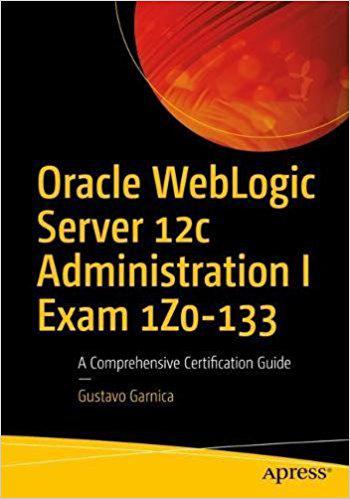 Oracle WebLogic
Server 12c
Administration I
Exam 1Z0-133
A Comprehensive Certification Guide
—
Gustavo Garnica
Apress®